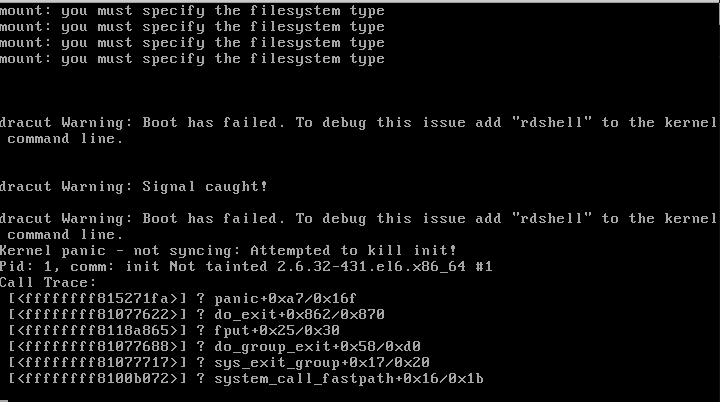 mount: you must specify the filesystem type
mount: you must specify the filesystem type
mount: you must specify the filesystem type
mount: you must specify the filesystem type
dracut Warning: Boot has failed. To debug this issue add "rdshell" to the kernel
 command line.
dracut Warning: Signal caught!
dracut Warning: Boot has failed. To debug this issue add "rdshell" to the kernel
 command line.
Kernel panic - not syncing: Attempted to kill init!
Pid: 1, comm: init Not tainted 2.6.32-431.el6.x86_64 #1
Call Trace:
 [<ffffffff815271fa>] ? panic+0xa7/0x16f
 [<ffffffff81077622>] ? do_exit+0x862/0x870
 [<ffffffff8118a865>] ? fput+0x25/0x30
 [<ffffffff81077688>] ? do_group_exit+0x58/0xd0
 [<ffffffff81077717>] ? sys_exit_group+0x17/0x20
 [<ffffffff8100b072>] ? system_call_fastpath+0x16/0x1b